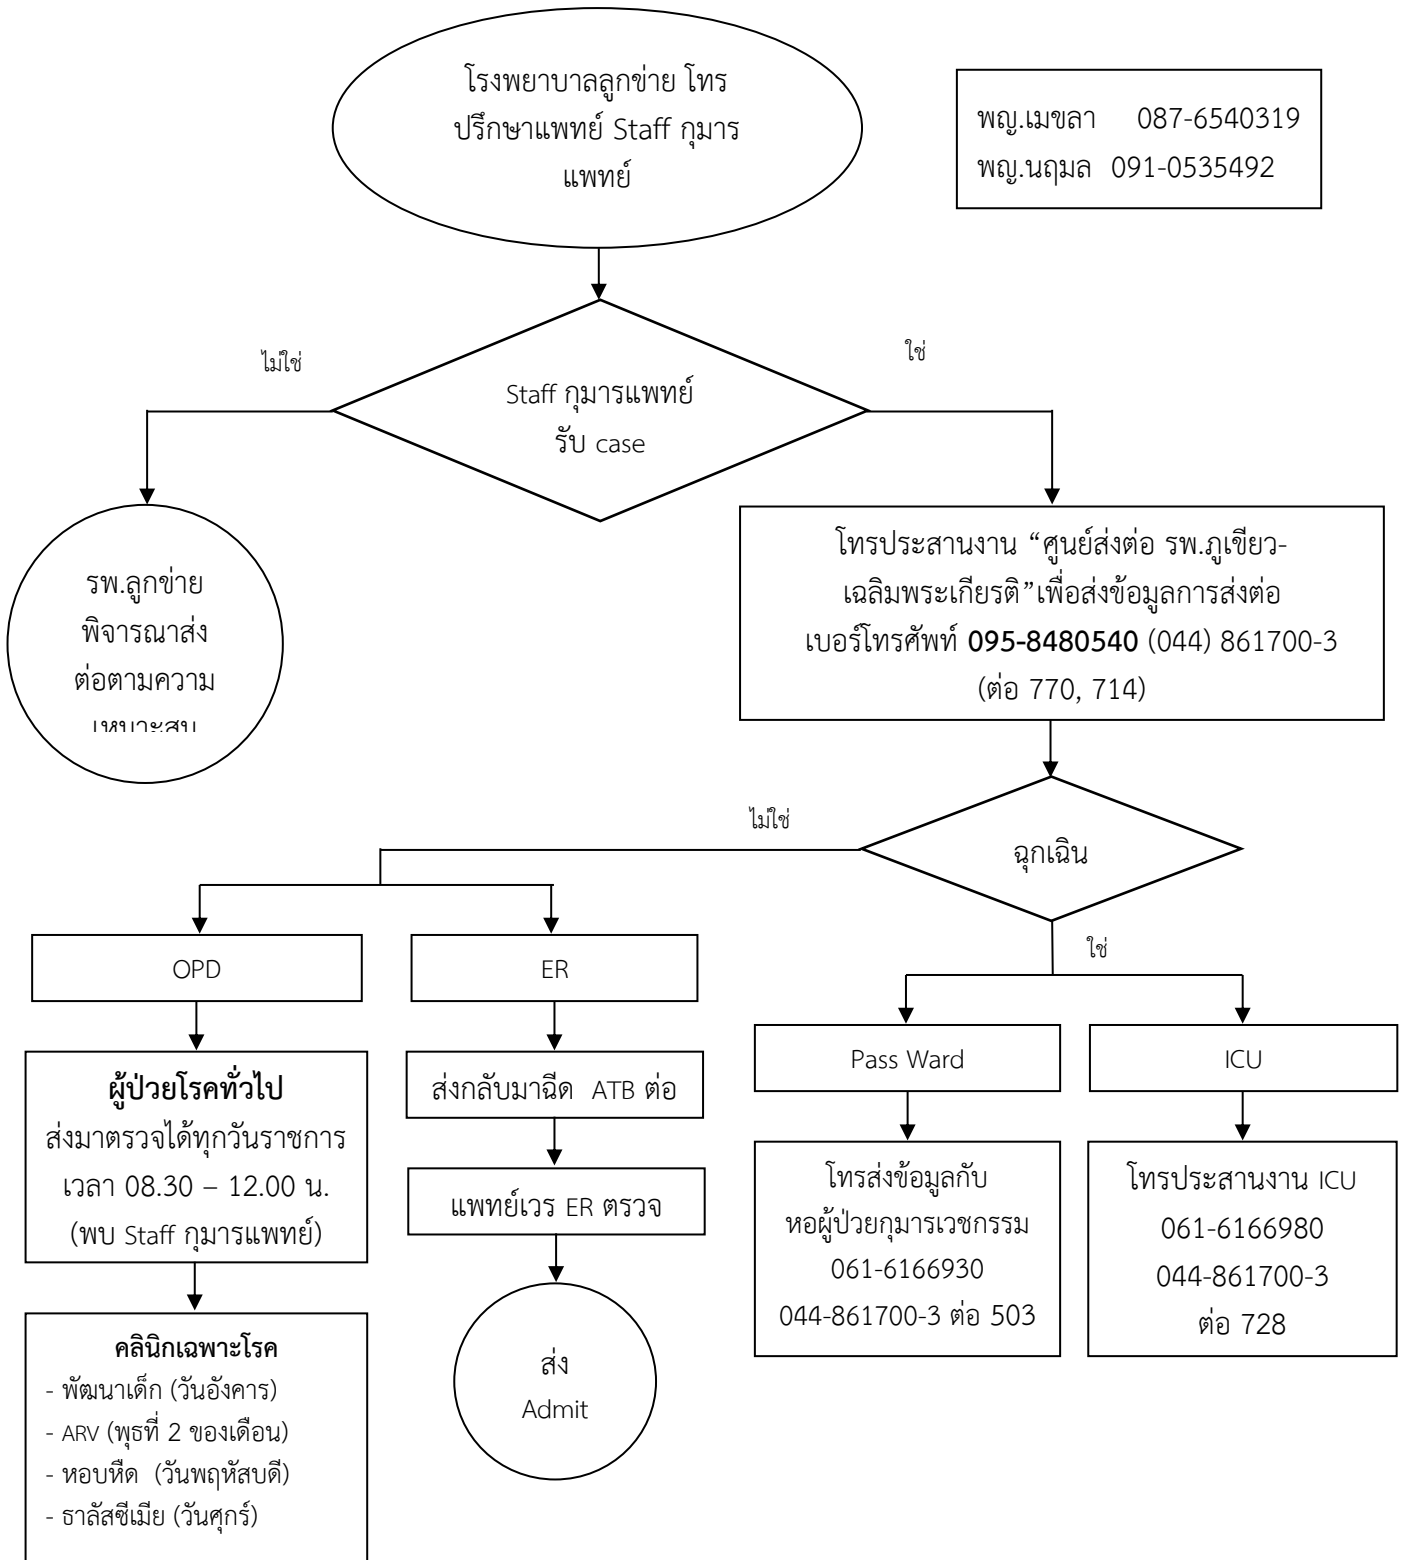 โรงพยาบาลลูกข่าย โทร
ปรึกษาแพทย์ Staff กุมาร
แพทย์
พญ.เมขลา 087-6540319
พญ.นฤมล 091-0535492
ไม่ใช่
ใช่
Staff กุมารแพทย์
รับ case
รพ.ลูกข่าย
พิจารณาส่ง
ต่อตามความ
เหมาะสม
โทรประสานงาน “ศูนย์ส่งต่อ รพ.ภูเขียว-
เฉลิมพระเกียรติ”เพื่อส่งข้อมูลการส่งต่อ
เบอร์โทรศัพท์ 095-8480540 (044) 861700-3
(ต่อ 770, 714)
ไม่ใช่
ฉุกเฉิน
ใช่
OPD
ER
Pass Ward
ICU
ผู้ป่วยโรคทั่วไป
ส่งมาตรวจได้ทุกวันราชการ
เวลา 08.30 – 12.00 น.
(พบ Staff กุมารแพทย์)
ส่งกลับมาฉีด ATB ต่อ
แพทย์เวร ER ตรวจ
ส่ง
Admit
โทรส่งข้อมูลกับ
หอผู้ป่วยกุมารเวชกรรม
061-6166930
044-861700-3 ต่อ 503
โทรประสานงาน ICU
061-6166980
044-861700-3
ต่อ 728
คลินิกเฉพาะโรค
- พัฒนาเด็ก (วันอังคาร)
- ARV (พุธที่ 2 ของเดือน)
- หอบหืด (วันพฤหัสบดี)
- ธาลัสซีเมีย (วันศุกร์)